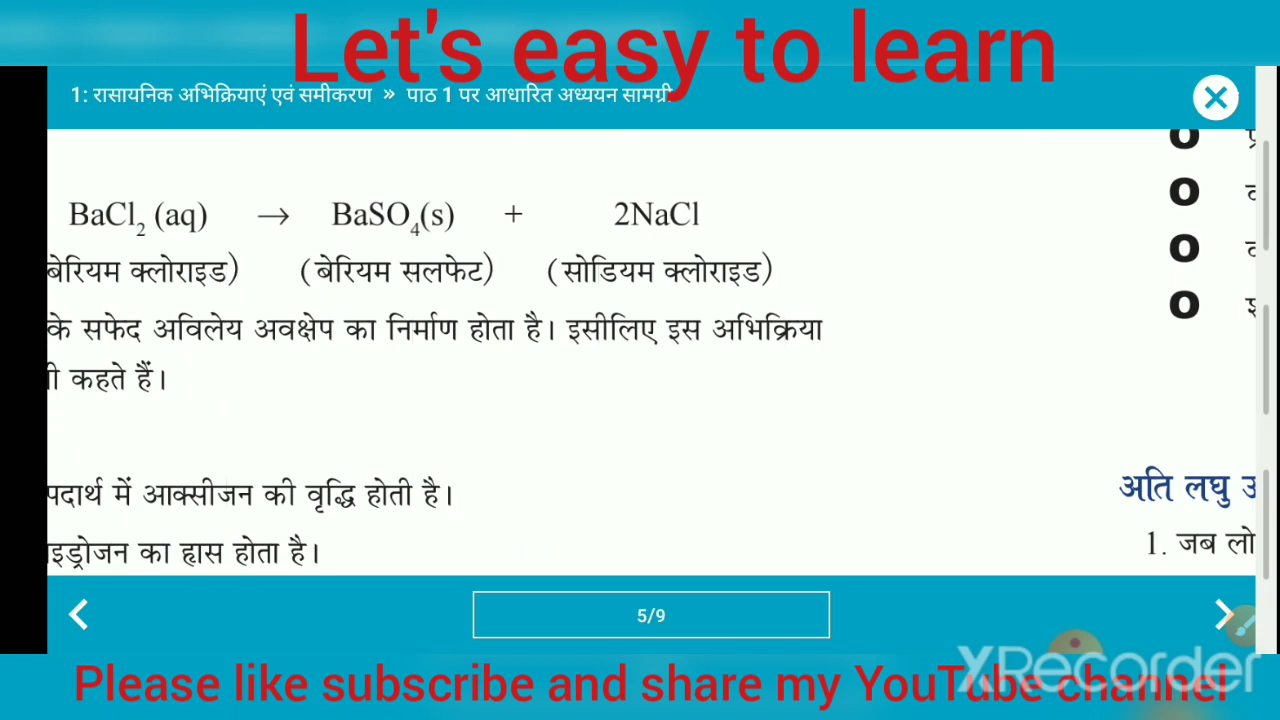 Let's easy to learn
1: रासायनिक अभिक्रियाएं एवं समीकरण » पाठ 1 पर आधारित अध्ययन सामग्री
BaCl2 (aq) → BaSO4(s) + 2NaCl
बेरियम क्लोराइड) (बेरियम सलफेट) (सोडियम क्लोराइड)
के सफेद अविलेय अवक्षेप का निर्माण होता है। इसीलिए इस अभिक्रिया
कहते हैं।
पदार्थ में आक्सीजन की वृद्धि होती है।
का ह्रास होता है।
अति लघु
1. जब लो
5/9
XRecorder
Please like subscribe and share my YouTube channel